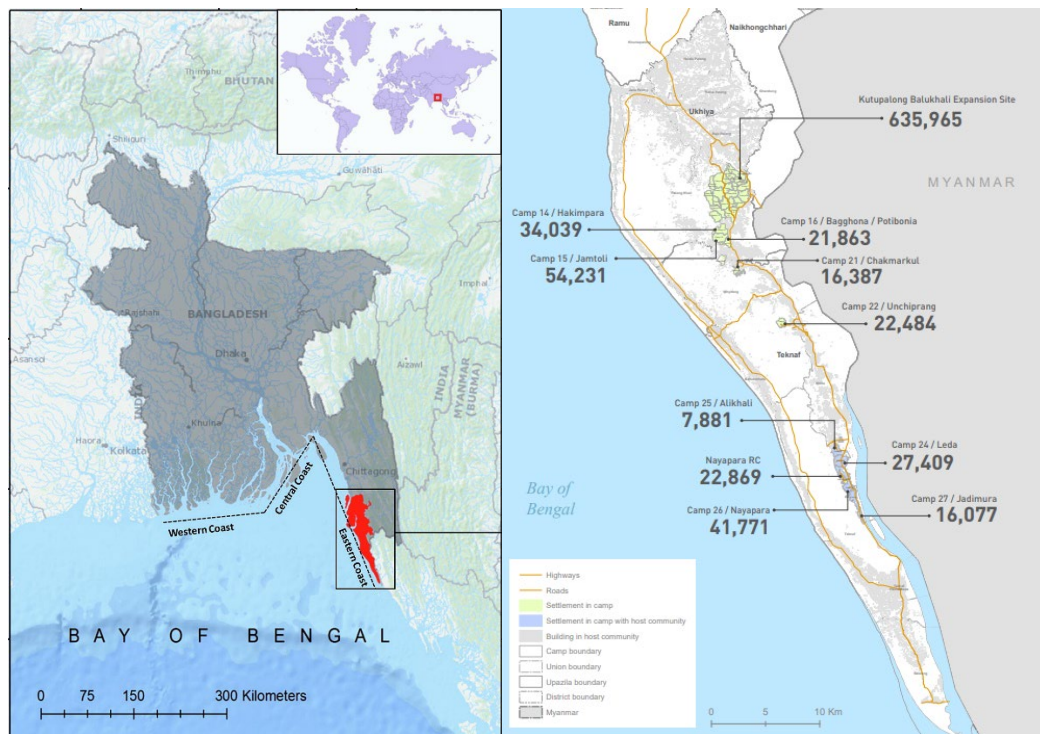 BHUTAN
Thimphu
Shiliguri
Guwahati
Imphal
Rajshahi
BANGLADESH
Dhaka
Asansol
INDIA
Aizawl
INDIA
MYANMAR
(BURMA)
Khulna
Haora
Kolkata
Chittegong
Western Coast
Central Coast
Eastern Coast
BAY OF BENGAL
0 75 150 300 Kilometers
Ramu
Naikhongchhari
Ukhiya
Kutupalong Balukhali Expansion Site
635,965
MYANMAR
Camp 14 / Hakimpara
34,039
Camp 16 / Bagghona / Potibonia
21,863
Camp 15 / Jamtoli
54,231
Camp 21 / Chakmarkul
16,387
Camp 22 / Unchiprang
22,484
Teknaf
Camp 25 / Alikhali
7,881
Camp 24 / Leda
27,409
Nayapara RC
22,869
Camp 27 / Jadimura
16,077
Camp 26 / Nayapara
41,771
Bay of
Bengal
Highways
Roads
Settlement in camp
Settlement in camp with host community
Building in host community
Camp boundary
Union boundary
Upazila boundary
District boundary
Myanmar
0 5 10 Km